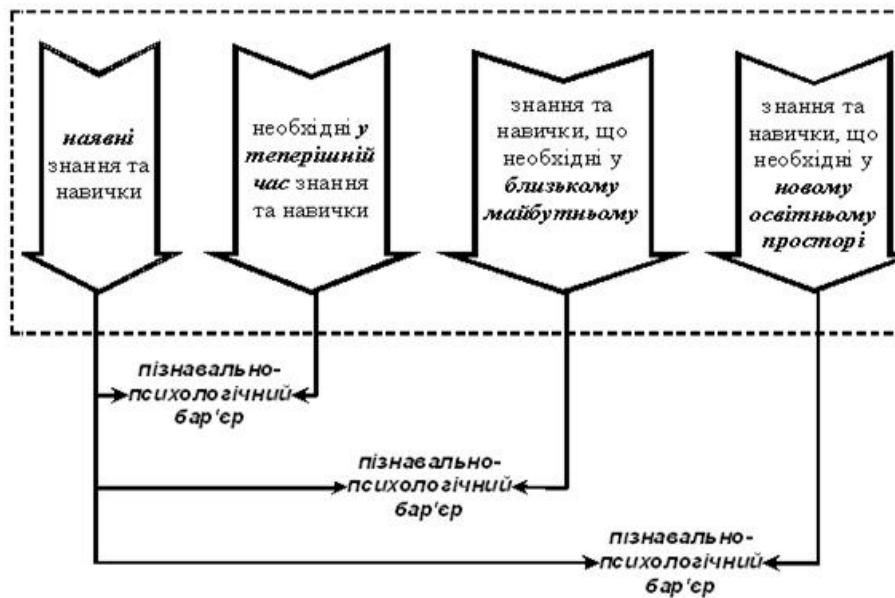 наявні
знання та
навички
необхідні у
теперішній
час знання
та навички
знання та
навички, що
необхідні у
близькому
майбутньому
знання та
навички, що
необхідні у
новому
освітньому
просторі
пізнавально-
психологічний
бар'єр
пізнавально-
психологічний
бар'єр
пізнавально-
психологічний
бар'єр